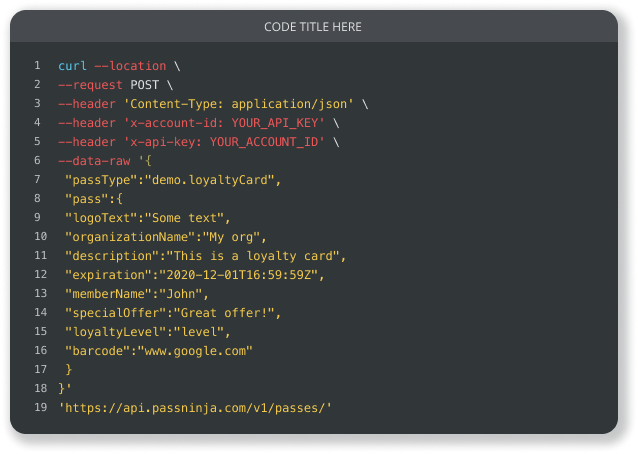 CODE TITLE HERE
1 curl --location \
2 --request POST \
3 --header 'Content-Type: application/json' \
4 --header 'x-account-id: YOUR_API_KEY' \
5 --header 'x-api-key: YOUR_ACCOUNT_ID' \
6 --data-raw '{
7 "passType":"demo.loyaltyCard",
8 "pass":{
9 "logoText":"Some text",
10 "organizationName":"My org",
11 "description":"This is a loyalty card",
12 "expiration":"2020-12-01T16:59:59Z",
13 "memberName":"John",
14 "specialOffer":"Great offer!",
15 "loyaltyLevel":"level",
16 "barcode":"www.google.com"
17 }
18 }'
19 'https://api.passninja.com/v1/passes/'